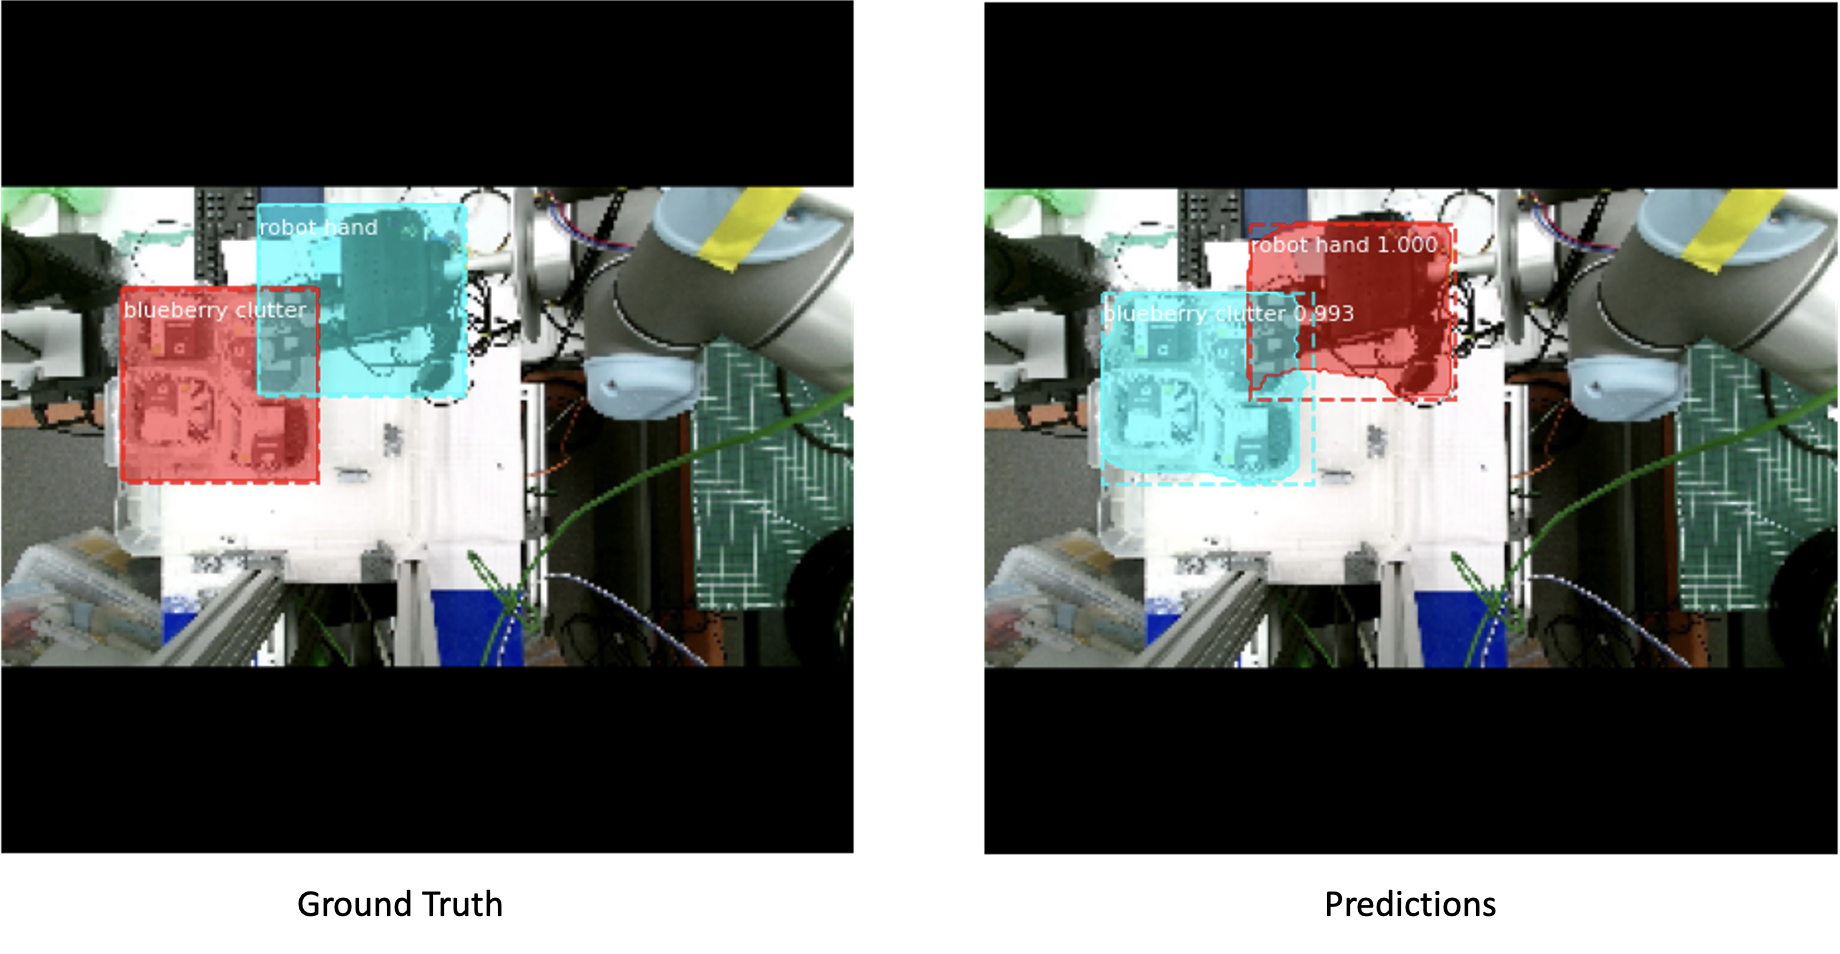 robot hand
blueberry clutter
robot hand 1.000
blueberry clutter 0.993
Ground Truth
Predictions